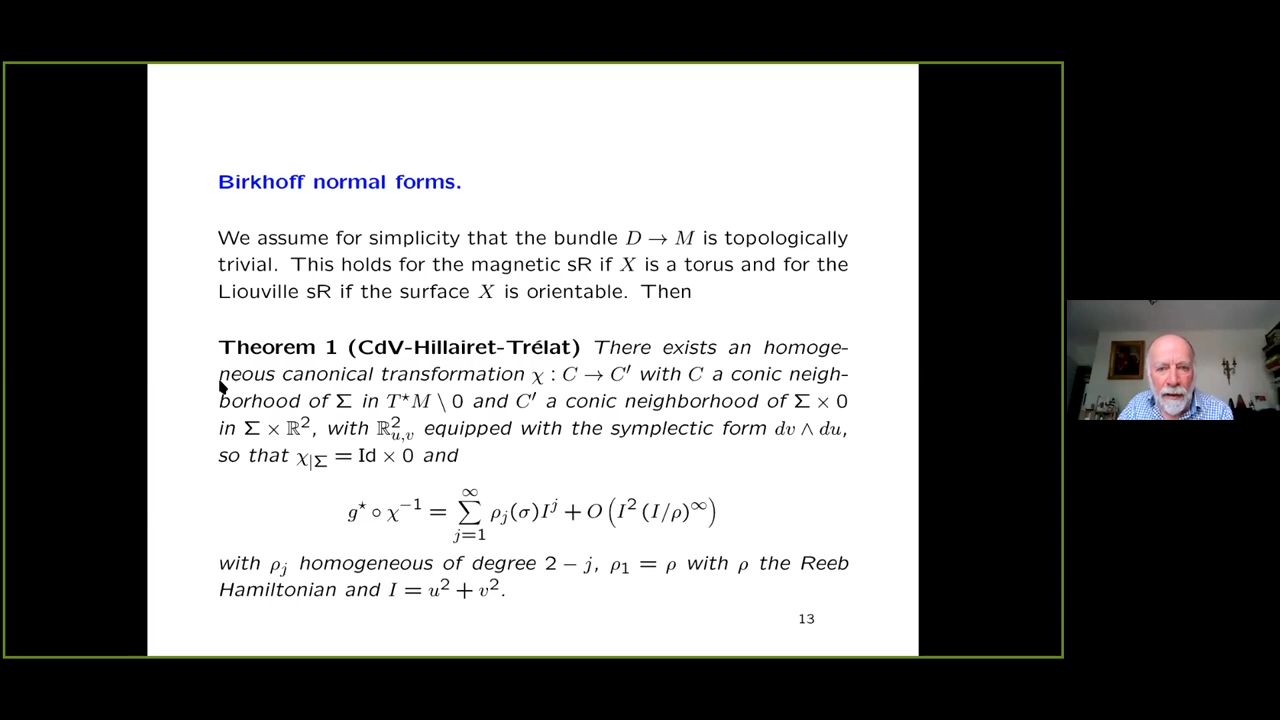 Birkhoff normal forms.
We assume for simplicity that the bundle D → M is topologically
trivial. This holds for the magnetic sR if X is a torus and for the
Liouville sR if the surface X is orientable. Then
Theorem 1 (CdV-Hillairet-Trélat) There exists an homoge-
neous canonical transformation χ : C → C′ with C a conic neigh-
borhood of Σ in T⋆M \ 0 and C′ a conic neighborhood of Σ × 0
in Σ × ℝ², with ℝ²_{u,v} equipped with the symplectic form dv ∧ du,
so that χ_{|Σ} = Id × 0 and
g⋆ ∘ χ⁻¹ = ∑_{j=1}^{∞} ρ_j(σ)I^j + O(I²(I/ρ)^∞)
with ρ_j homogeneous of degree 2 − j, ρ₁ = ρ with ρ the Reeb
Hamiltonian and I = u² + v².
13